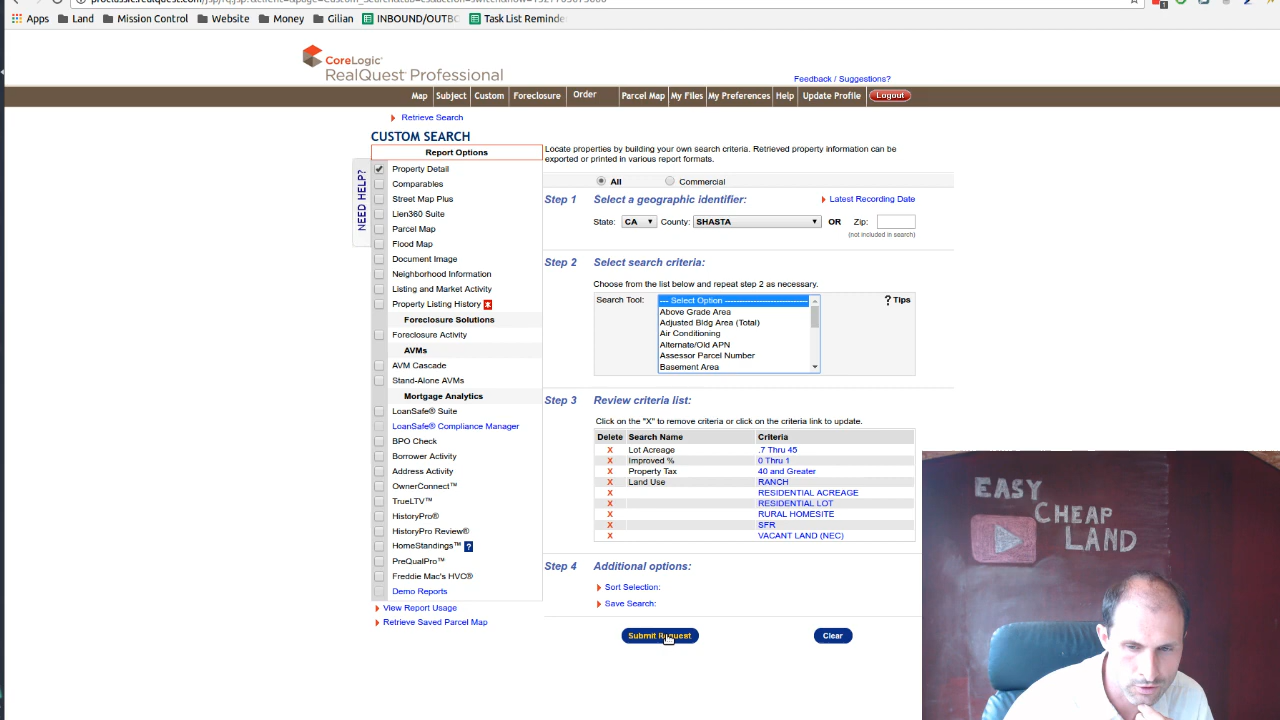 Apps Land Mission Control Website Money Gilian INBOUND/OUTBC Task List Reminde
CoreLogic
RealQuest Professional
Feedback / Suggestions?
Map Subject Custom Foreclosure Order Parcel Map My Files My Preferences Help Update Profile Logout
Retrieve Search
CUSTOM SEARCH
NEED HELP?
Report Options
Property Detail
Comparables
Street Map Plus
Lien360 Suite
Parcel Map
Flood Map
Document Image
Neighborhood Information
Listing and Market Activity
Property Listing History
Foreclosure Solutions
Foreclosure Activity
AVMs
AVM Cascade
Stand-Alone AVMs
Mortgage Analytics
LoanSafe® Suite
LoanSafe® Compliance Manager
BPO Check
Borrower Activity
Address Activity
OwnerConnect™
TrueLTV™
HistoryPro®
HistoryPro Review®
HomeStandings™ ?
PreQualPro™
Freddie Mac's HVC®
Demo Reports
View Report Usage
Retrieve Saved Parcel Map
Locate properties by building your own search criteria. Retrieved property information can be
exported or printed in various report formats.
All Commercial
Step 1 Select a geographic identifier: Latest Recording Date
State: CA County: SHASTA OR Zip:
(not included in search)
Step 2 Select search criteria:
Choose from the list below and repeat step 2 as necessary.
Search Tool: --- Select Option ---------------------------- ? Tips
Above Grade Area
Adjusted Bldg Area (Total)
Air Conditioning
Alternate/Old APN
Assessor Parcel Number
Basement Area
Step 3 Review criteria list:
Click on the "X" to remove criteria or click on the criteria link to update.
Delete Search Name Criteria
X Lot Acreage .7 Thru 45
X Improved % 0 Thru 1
X Property Tax 40 and Greater
X Land Use RANCH
X RESIDENTIAL ACREAGE
X RESIDENTIAL LOT
X RURAL HOMESITE
X SFR
X VACANT LAND (NEC)
Step 4 Additional options:
Sort Selection:
Save Search:
Submit Request Clear
EASY
CHEAP
LAND